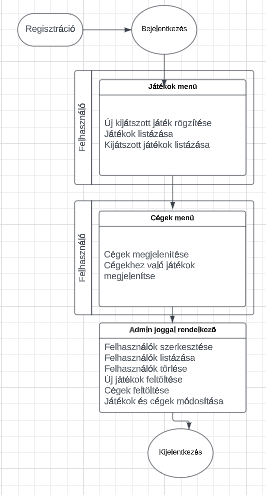 Regisztráció
Bejelentkezés
Felhasználó
Játékok menü
Új kijátszott játék rögzítése
Játékok listázása
Kijátszott játékok listázása
Felhasználó
Cégek menü
Cégek megjelenitése
Cégekhez való játékok
megjelenítse
Admin joggal rendelkező
Felhasználók szerkesztése
Felhasználók listázása
Felhasználók törlése
Új játékok feltöltése
Cégek feltöltése
Játékok és cégek módosítása
Kijelentkezés